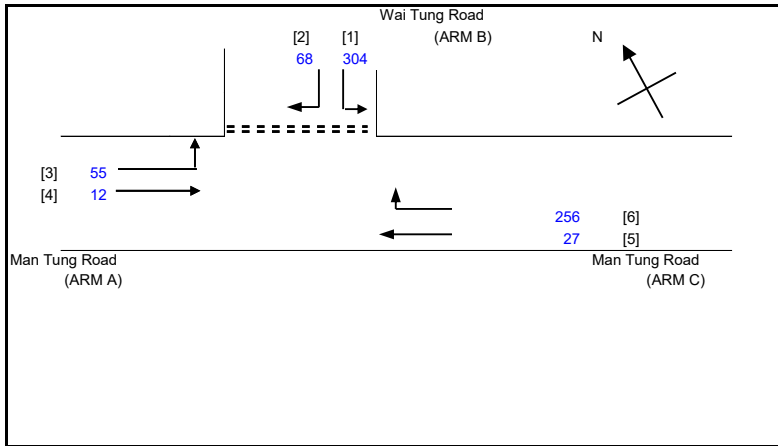 Wai Tung Road
[2] [1] (ARM B) N
68 304
[3] 55
[4] 12
256 [6]
27 [5]
Man Tung Road Man Tung Road
(ARM A) (ARM C)